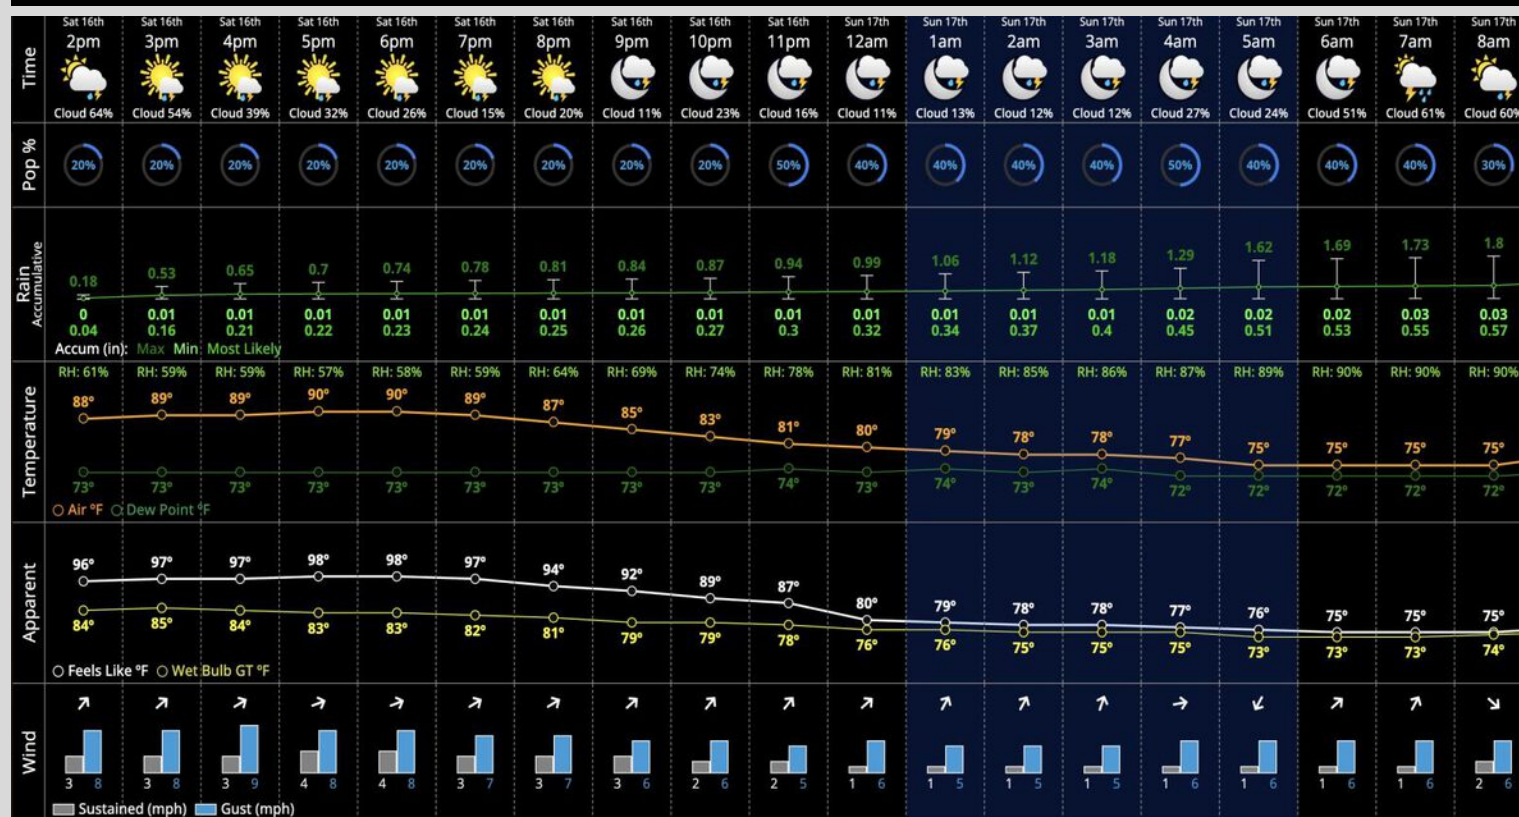 Sat 16th Sat 16th Sat 16th Sat 16th Sat 16th Sat 16th Sat 16th Sat 16th Sat 16th Sat 16th Sun 17th Sun 17th Sun 17th Sun 17th Sun 17th Sun 17th Sun 17th Sun 17th Sun 17th
Time 2pm 3pm 4pm 5pm 6pm 7pm 8pm 9pm 10pm 11pm 12am 1am 2am 3am 4am 5am 6am 7am 8am
Cloud 64% Cloud 54% Cloud 39% Cloud 32% Cloud 26% Cloud 15% Cloud 20% Cloud 11% Cloud 23% Cloud 16% Cloud 11% Cloud 13% Cloud 12% Cloud 12% Cloud 27% Cloud 24% Cloud 51% Cloud 61% Cloud 60%
Pop % 20% 20% 20% 20% 20% 20% 20% 20% 20% 50% 40% 40% 40% 40% 50% 40% 40% 40% 30%
Rain
Accumulative
0.18 0.53 0.65 0.7 0.74 0.78 0.81 0.84 0.87 0.94 0.99 1.06 1.12 1.18 1.29 1.62 1.69 1.73 1.8
0 0.01 0.01 0.01 0.01 0.01 0.01 0.01 0.01 0.01 0.01 0.01 0.01 0.01 0.02 0.02 0.02 0.03 0.03
0.04 0.16 0.21 0.22 0.23 0.24 0.25 0.26 0.27 0.3 0.32 0.34 0.37 0.4 0.45 0.51 0.53 0.55 0.57
Accum (in): Max Min Most Likely
Temperature
RH: 61% RH: 59% RH: 59% RH: 57% RH: 58% RH: 59% RH: 64% RH: 69% RH: 74% RH: 78% RH: 81% RH: 83% RH: 85% RH: 86% RH: 87% RH: 89% RH: 90% RH: 90% RH: 90%
88° 89° 89° 90° 90° 89° 87° 85° 83° 81° 80° 79° 78° 78° 77° 75° 75° 75° 75°
73° 73° 73° 73° 73° 73° 73° 73° 73° 74° 73° 74° 73° 74° 72° 72° 72° 72° 72°
Air °F Dew Point °F
Apparent
96° 97° 97° 98° 98° 97° 94° 92° 89° 87° 80° 79° 78° 78° 77° 76° 75° 75° 75°
84° 85° 84° 83° 83° 82° 81° 79° 79° 78° 76° 76° 75° 75° 75° 73° 73° 73° 74°
Feels Like °F Wet Bulb GT °F
Wind
3 8 3 8 3 9 4 8 4 8 3 7 3 7 3 6 2 6 2 5 1 6 1 5 1 5 1 5 1 6 1 6 1 6 1 6 2 6
Sustained (mph) Gust (mph)